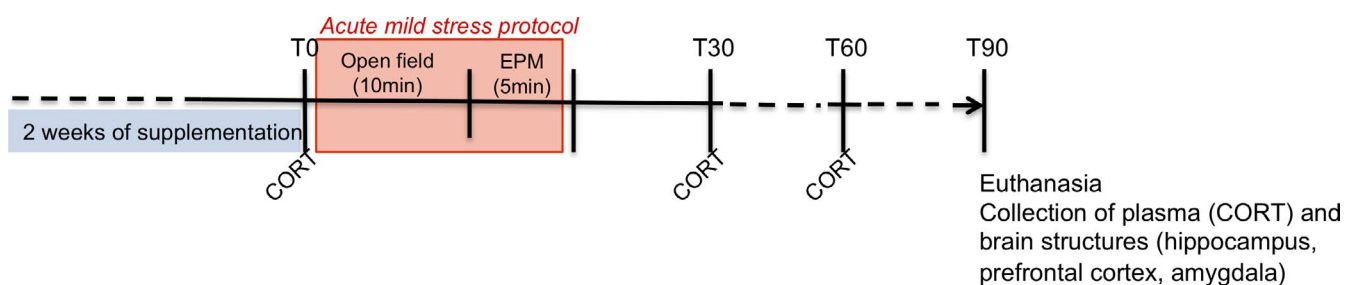 Acute mild stress protocol
T0
T30
T60
T90
Open field
(10min)
EPM
(5min)
2 weeks of supplementation
CORT
CORT
CORT
Euthanasia
Collection of plasma (CORT) and
brain structures (hippocampus,
prefrontal cortex, amygdala)